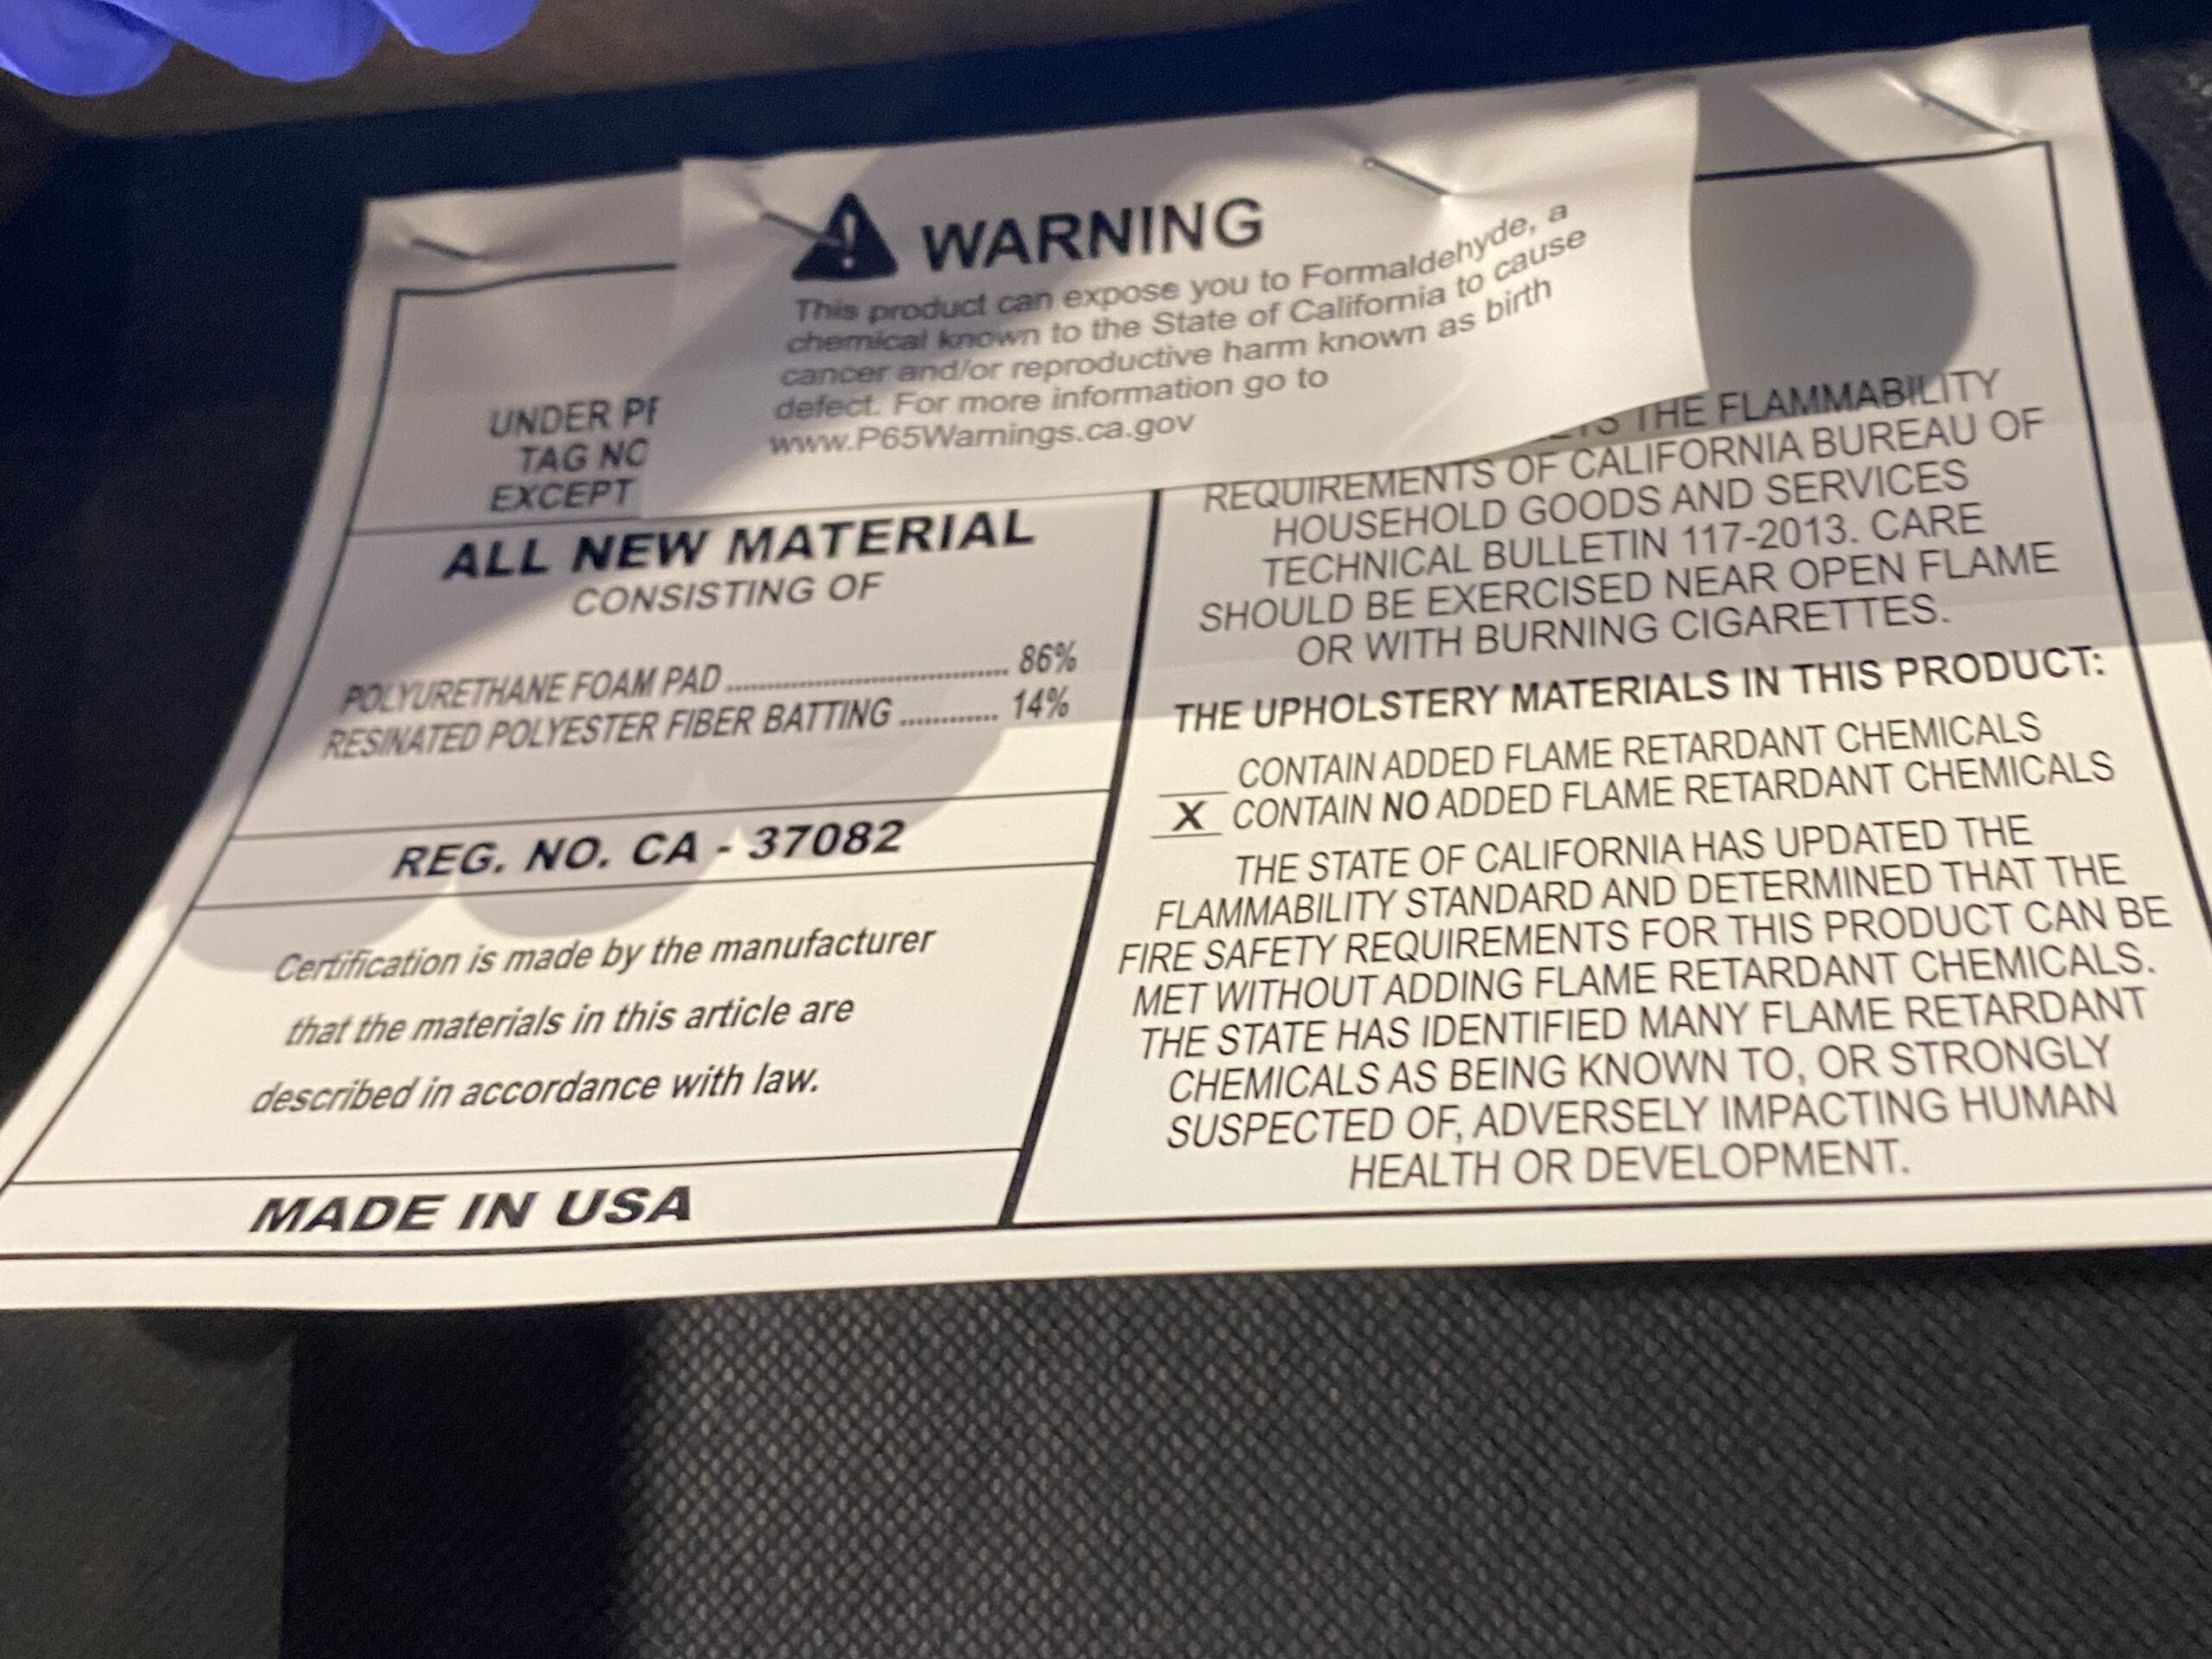 WARNING
This product can expose you to Formaldehyde, a
chemical known to the State of California to cause
cancer and/or reproductive harm known as birth
defect. For more information go to
www.P65Warnings.ca.gov
UNDER
TAG
EXCEPT
ALL NEW MATERIAL
CONSISTING OF
POLYURETHANE FOAM PAD ........................................ 86%
RESINATED POLYESTER FIBER BATTING ............. 14%
REG. NO. CA - 37082
Certification is made by the manufacturer
that the materials in this article are
described in accordance with law.
MADE IN USA
THE FLAMMABILITY
REQUIREMENTS OF CALIFORNIA BUREAU OF
HOUSEHOLD GOODS AND SERVICES
TECHNICAL BULLETIN 117-2013. CARE
SHOULD BE EXERCISED NEAR OPEN FLAME
OR WITH BURNING CIGARETTES.
THE UPHOLSTERY MATERIALS IN THIS PRODUCT:
CONTAIN ADDED FLAME RETARDANT CHEMICALS
X CONTAIN NO ADDED FLAME RETARDANT CHEMICALS
THE STATE OF CALIFORNIA HAS UPDATED THE
FLAMMABILITY STANDARD AND DETERMINED THAT THE
FIRE SAFETY REQUIREMENTS FOR THIS PRODUCT CAN BE
MET WITHOUT ADDING FLAME RETARDANT CHEMICALS.
THE STATE HAS IDENTIFIED MANY FLAME RETARDANT
CHEMICALS AS BEING KNOWN TO, OR STRONGLY
SUSPECTED OF, ADVERSELY IMPACTING HUMAN
HEALTH OR DEVELOPMENT.